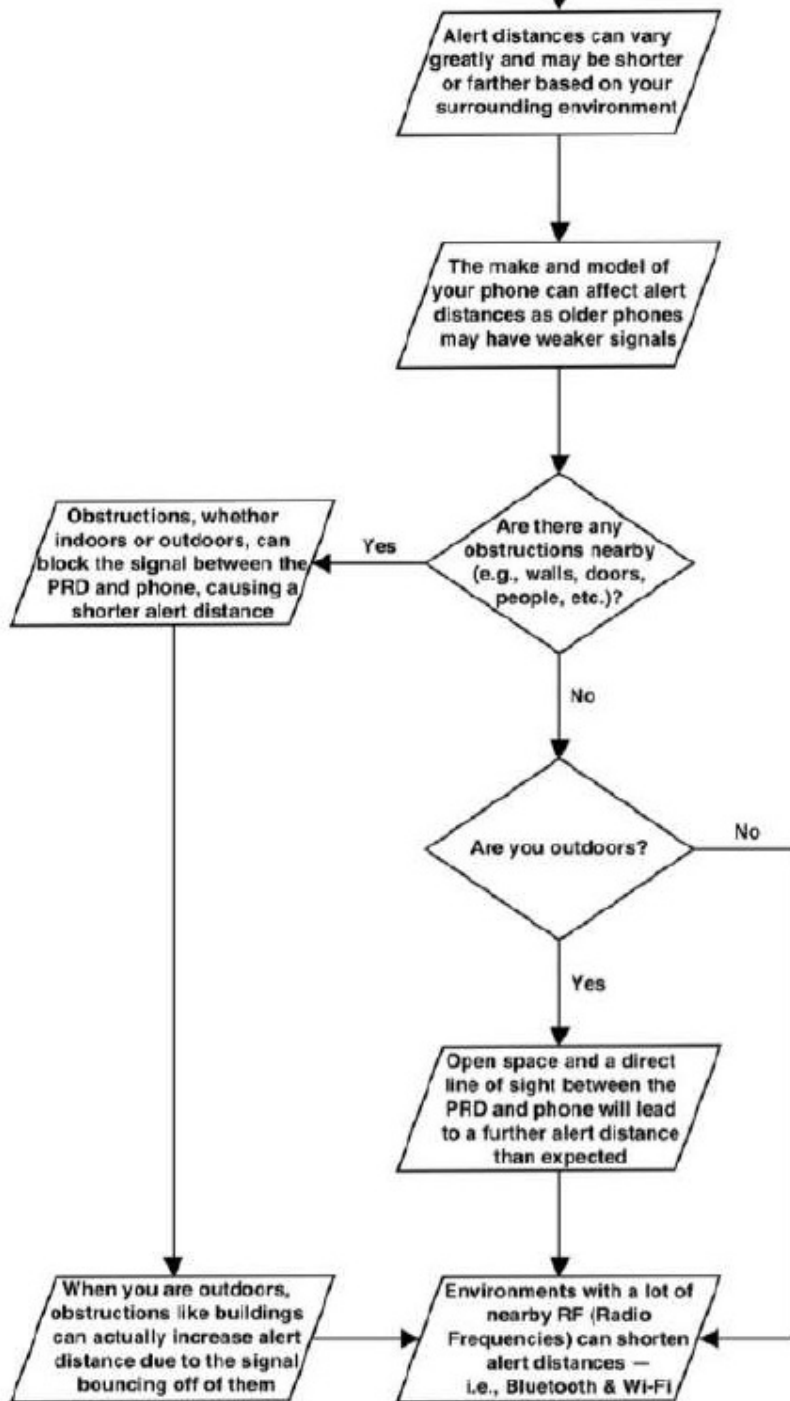 Alert distances can vary
greatly and may be shorter
or farther based on your
surrounding environment
The make and model of
your phone can affect alert
distances as older phones
may have weaker signals
Are there any
obstructions nearby
(e.g., walls, doors,
people, etc.)?
Yes
Obstructions, whether
indoors or outdoors, can
block the signal between the
PRD and phone, causing a
shorter alert distance
No
Are you outdoors?
No
Yes
Open space and a direct
line of sight between the
PRD and phone will lead
to a further alert distance
than expected
When you are outdoors,
obstructions like buildings
can actually increase alert
distance due to the signal
bouncing off of them
Environments with a lot of
nearby RF (Radio
Frequencies) can shorten
alert distances —
i.e., Bluetooth & Wi-Fi